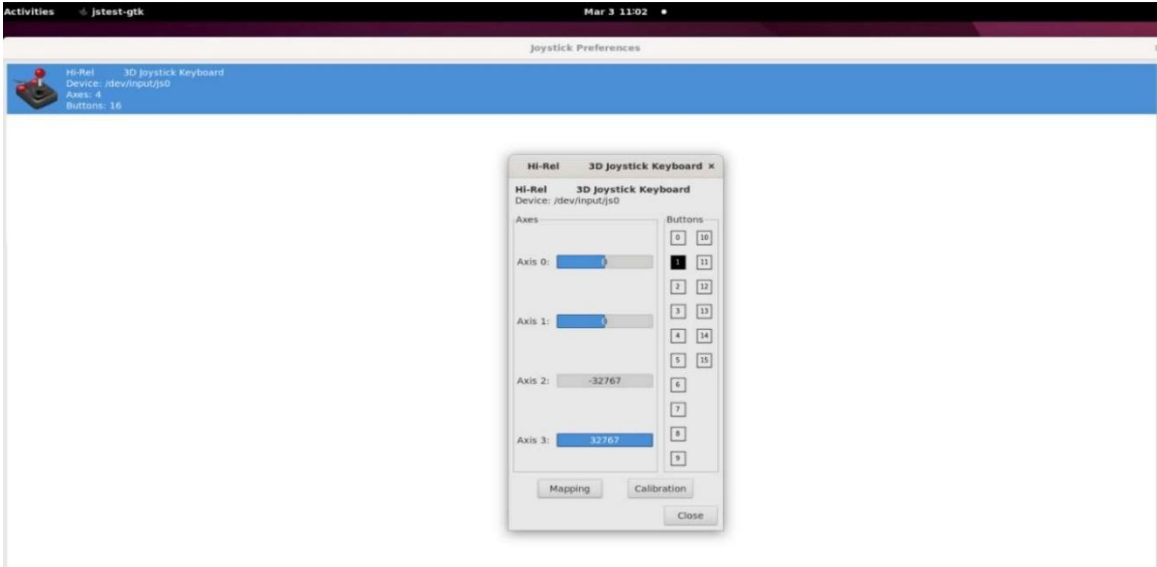 Activities jstest-gtk Mar 3 11:02
Joystick Preferences
Hi-Rel 3D Joystick Keyboard
Device: /dev/input/js0
Axes: 4
Buttons: 16
Hi-Rel 3D Joystick Keyboard ×
Hi-Rel 3D Joystick Keyboard
Device: /dev/input/js0
Axes
Axis 0: 0
Axis 1: 0
Axis 2: -32767
Axis 3: 32767
Buttons
0 10
1 11
2 12
3 13
4 14
5 15
6
7
8
9
Mapping Calibration
Close